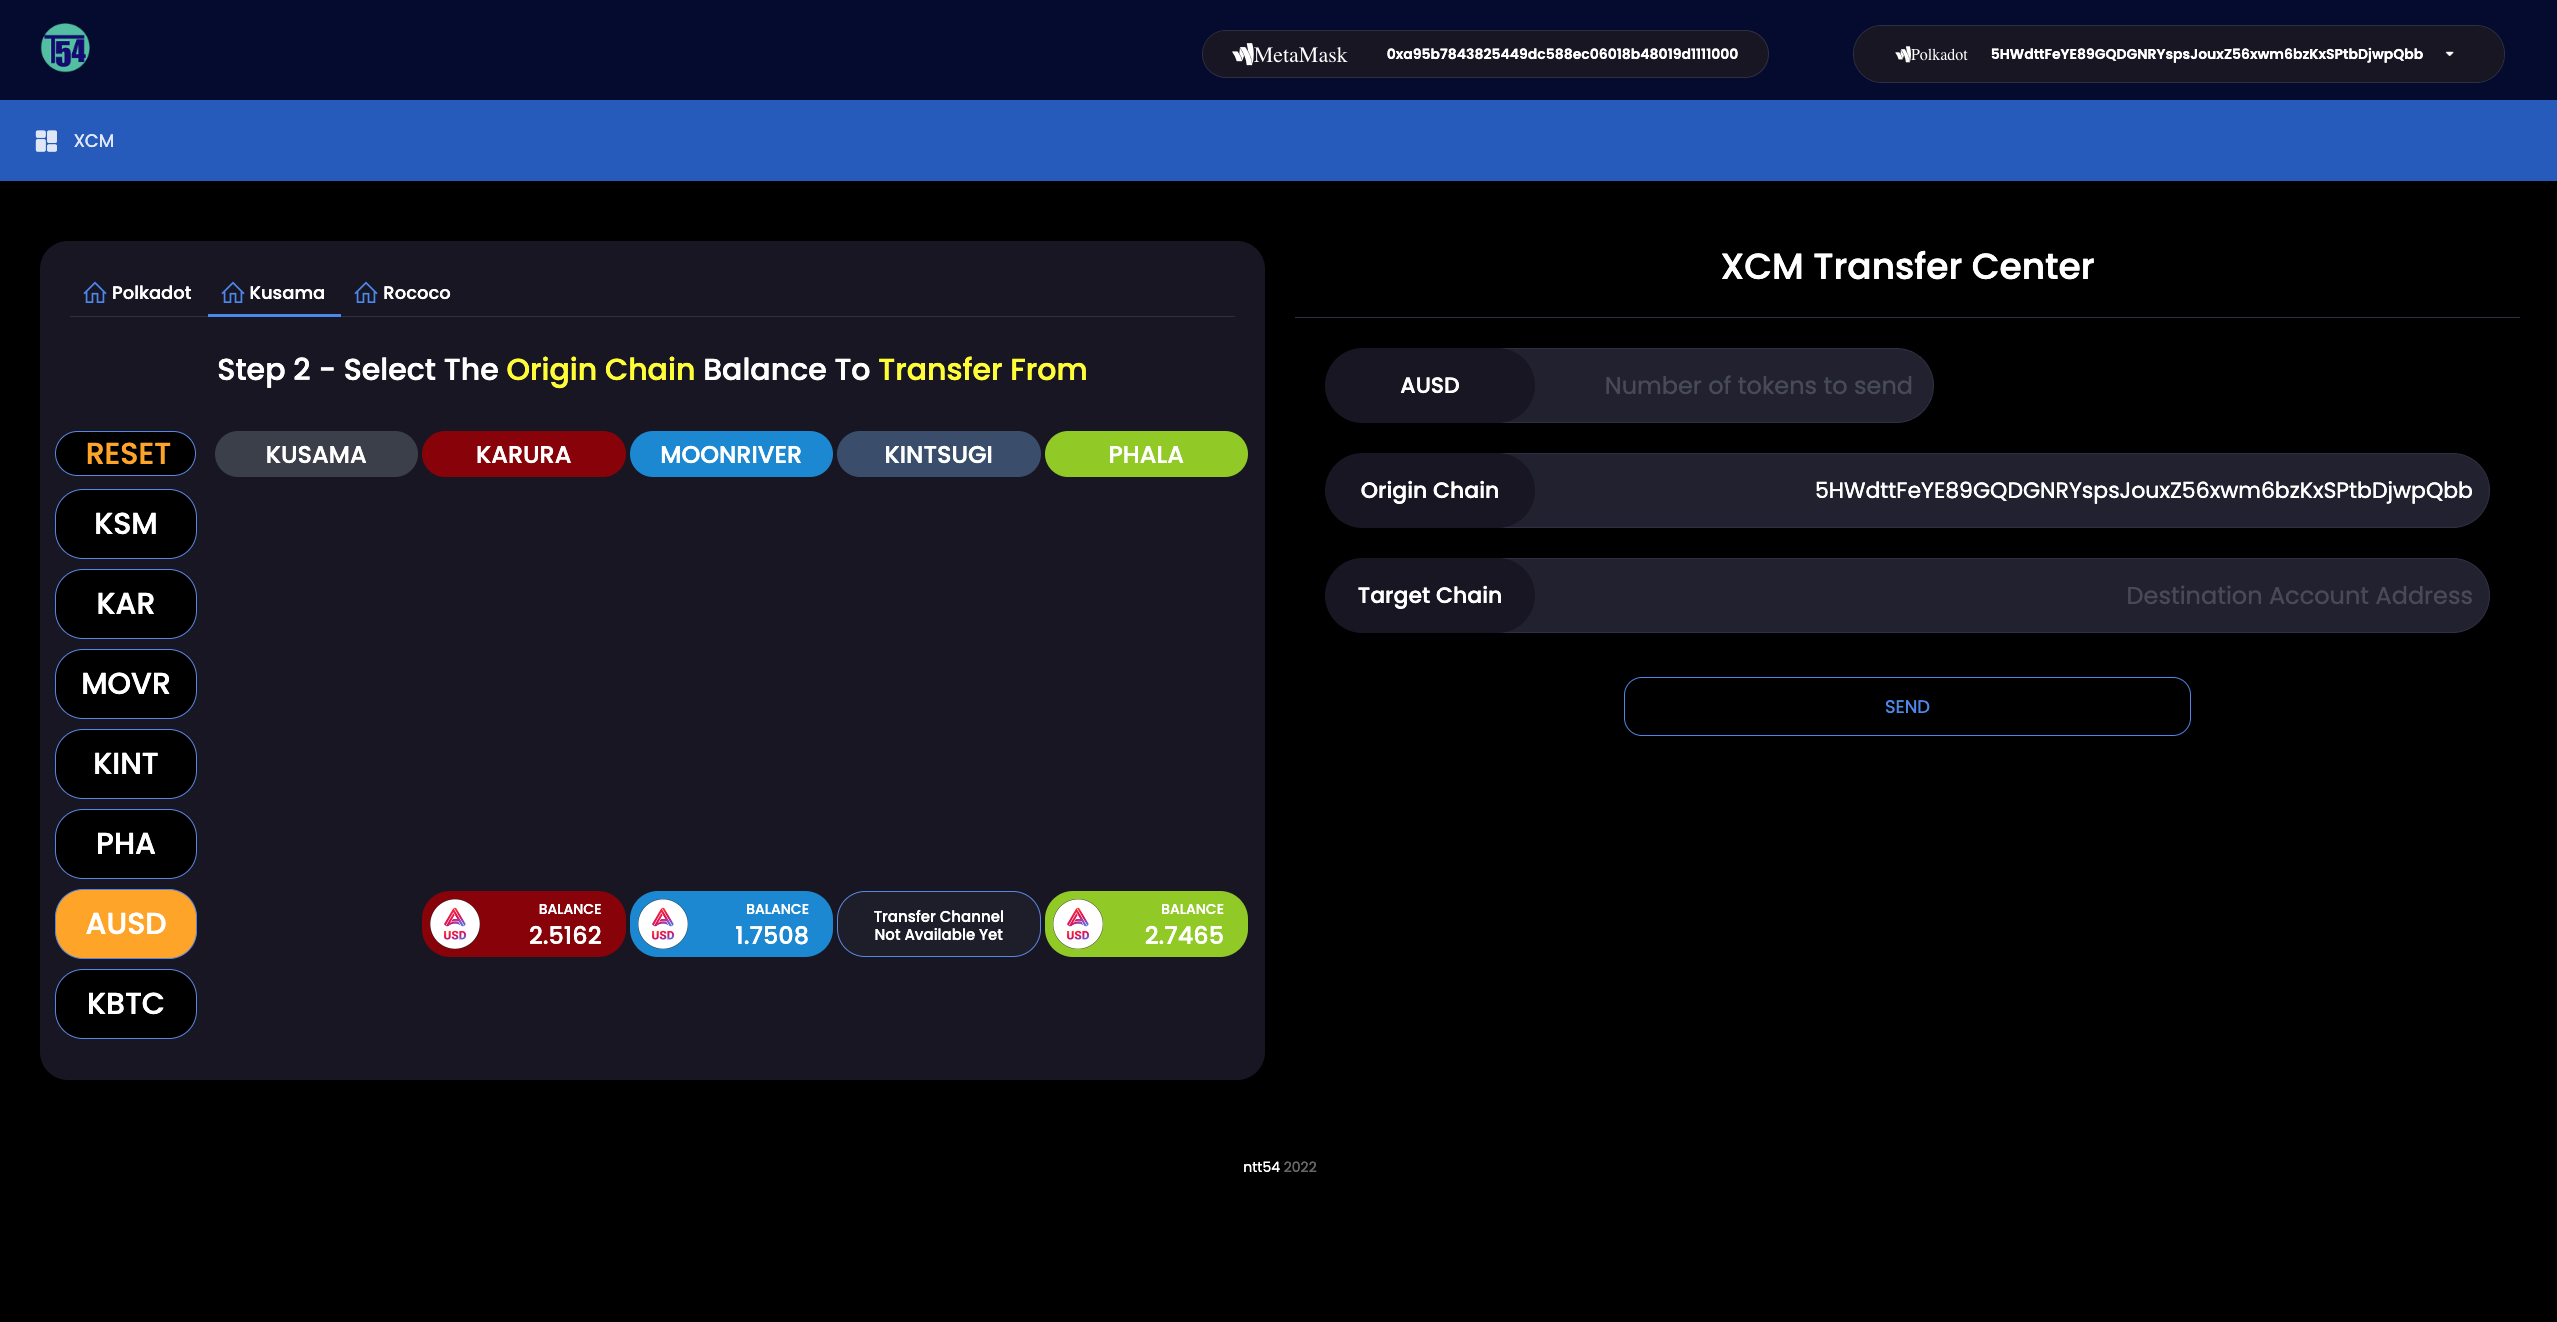 T54
MetaMask 0xa95b7843825449dc588ec06018b48019d1111000
Polkadot 5HWdttFeYE89GQDGNRYspsJouxZ56xwm6bzKxSPtbDjwpQbb
XCM
Polkadot Kusama Rococo
Step 2 - Select The Origin Chain Balance To Transfer From
RESET KUSAMA KARURA MOONRIVER KINTSUGI PHALA
KSM
KAR
MOVR
KINT
PHA
AUSD
USD BALANCE 2.5162
USD BALANCE 1.7508
Transfer Channel
Not Available Yet
USD BALANCE 2.7465
KBTC
XCM Transfer Center
AUSD Number of tokens to send
Origin Chain 5HWdttFeYE89GQDGNRYspsJouxZ56xwm6bzKxSPtbDjwpQbb
Target Chain Destination Account Address
SEND
ntt54 2022